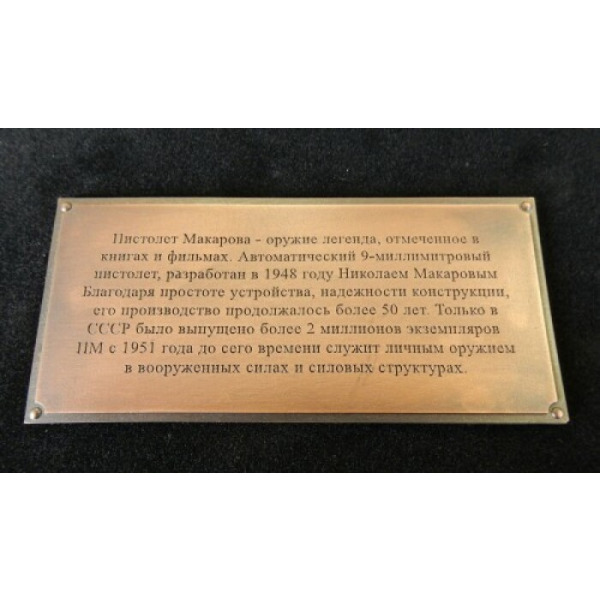 Пистолет Макарова - оружие легенда, отмеченное в
книгах и фильмах. Автоматический 9-миллимитровый
пистолет, разработан в 1948 году Николаем Макаровым
Благодаря простоте устройства, надежности конструкции,
его производство продолжалось более 50 лет. Только в
СССР было выпущено более 2 миллионов экземпляров
ПМ с 1951 года до сего времени служит личным оружием
в вооруженных силах и силовых структурах.